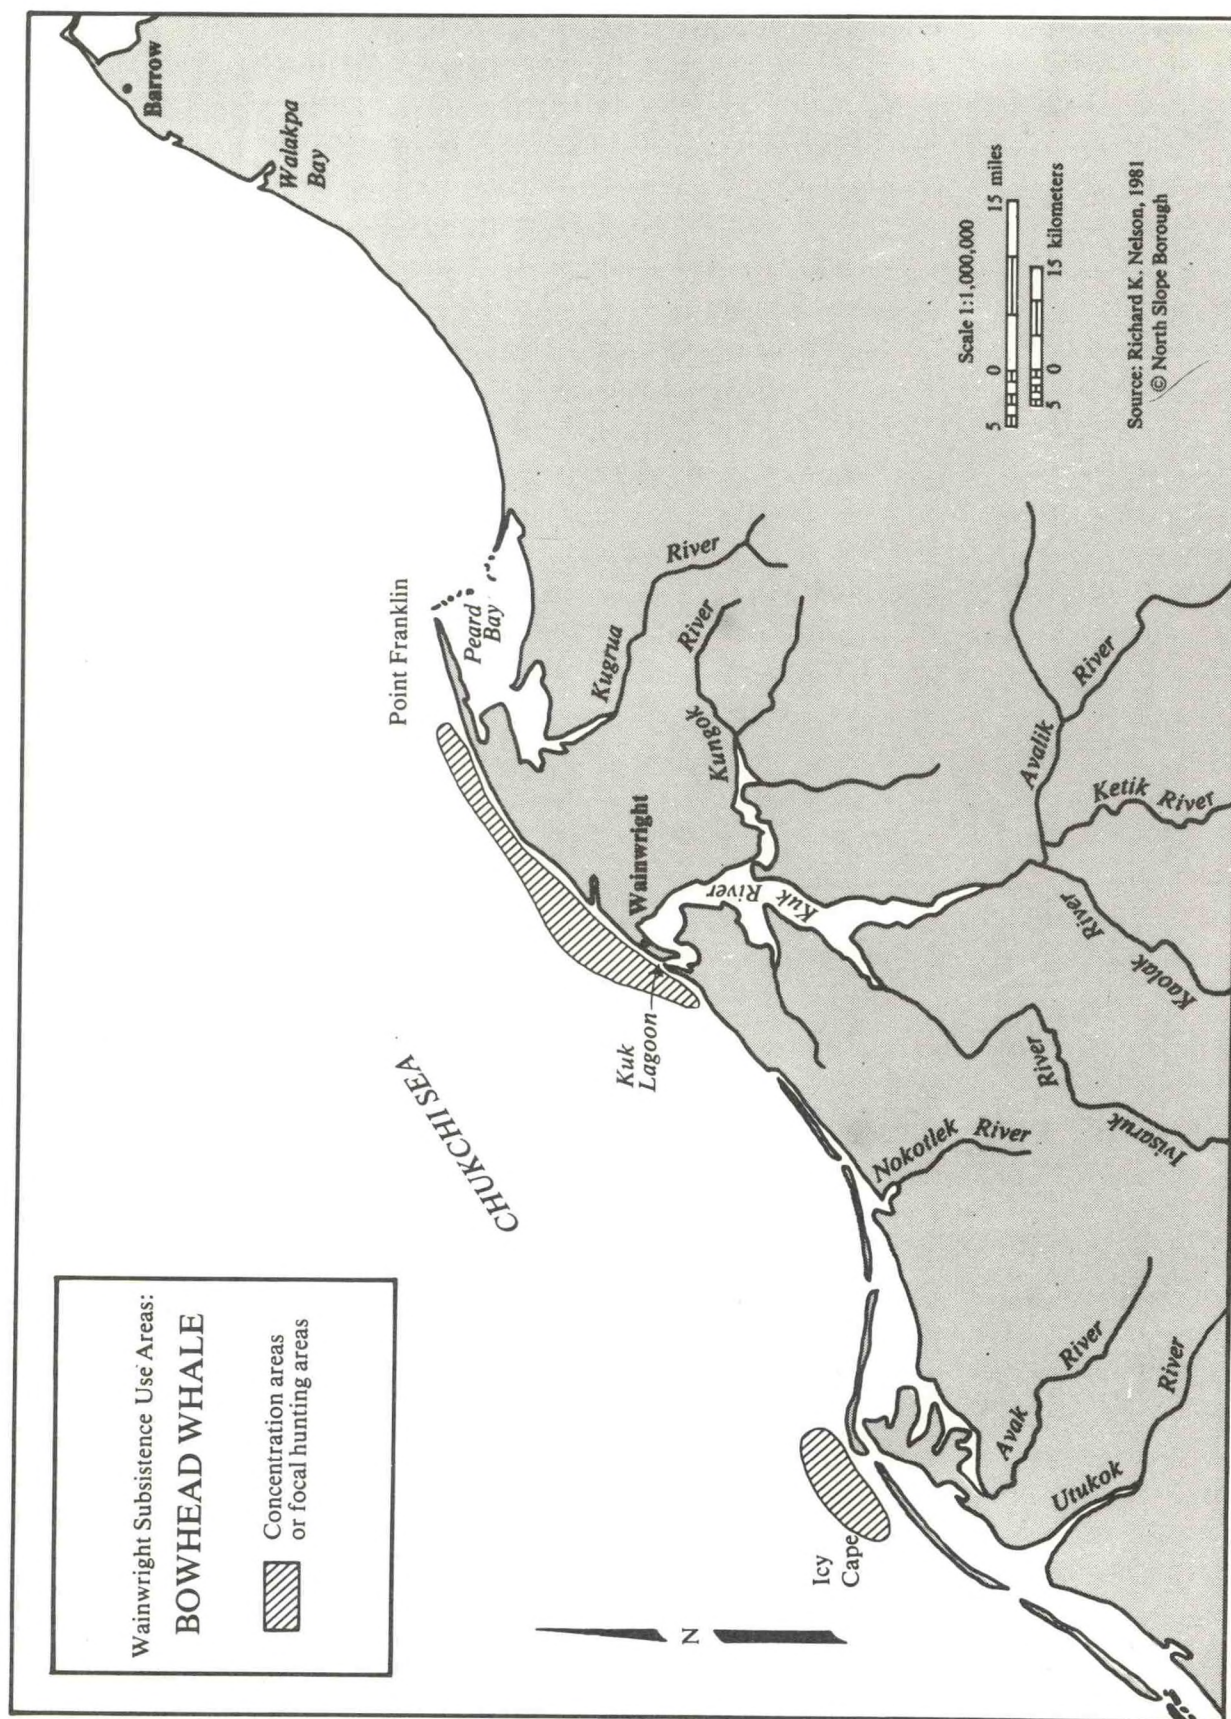 Wainwright Subsistence Use Areas:
BOWHEAD WHALE
Concentration areas
or focal hunting areas
N
CHUKCHI SEA
Icy
Cape
Utukok River
Avak River
Nokotlek River
Kuk
Lagoon
Wainwright
Kuk River
Ivisaruk River
Kaolak River
Ketik River
Avalik River
Kungok River
Kugrua River
Point Franklin
Peard
Bay
Walakpa
Bay
Barrow
Scale 1:1,000,000
5 0 15 miles
5 0 15 kilometers
Source: Richard K. Nelson, 1981
© North Slope Borough